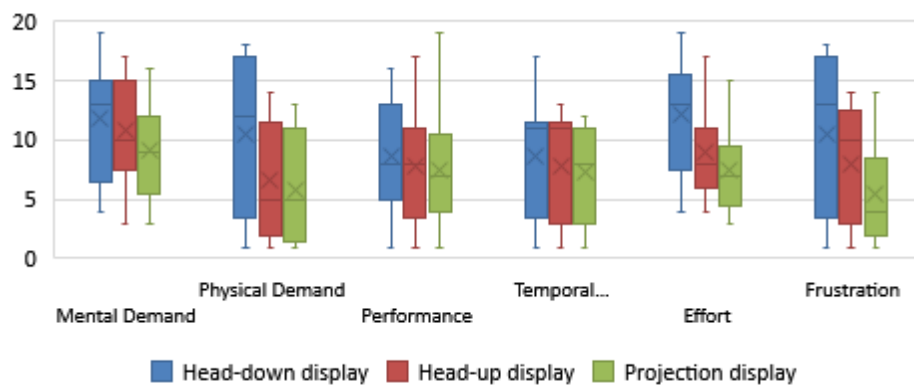 20
15
10
5
0
Physical Demand Temporal... Frustration
Mental Demand Performance Effort
Head-down display Head-up display Projection display